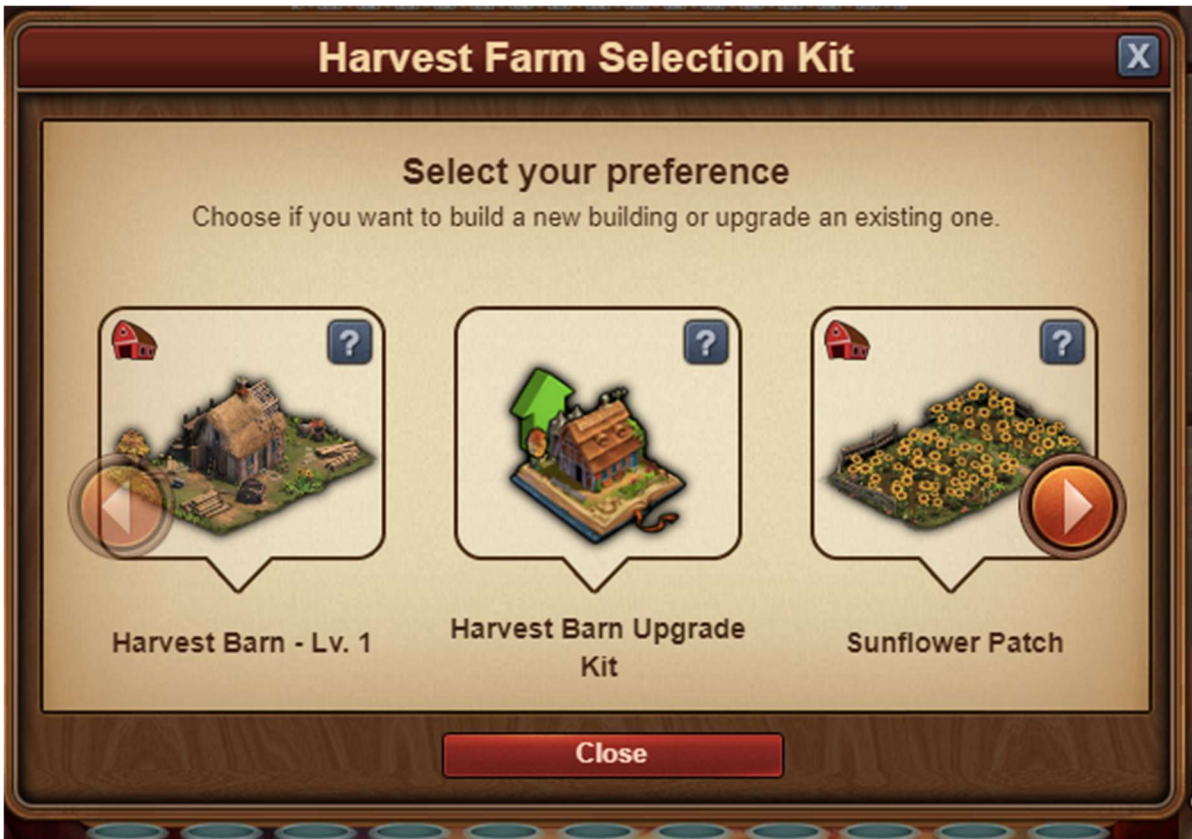 Harvest Farm Selection Kit
X
Select your preference
Choose if you want to build a new building or upgrade an existing one.
?
?
?
Harvest Barn - Lv. 1
Harvest Barn Upgrade
Kit
Sunflower Patch
Close